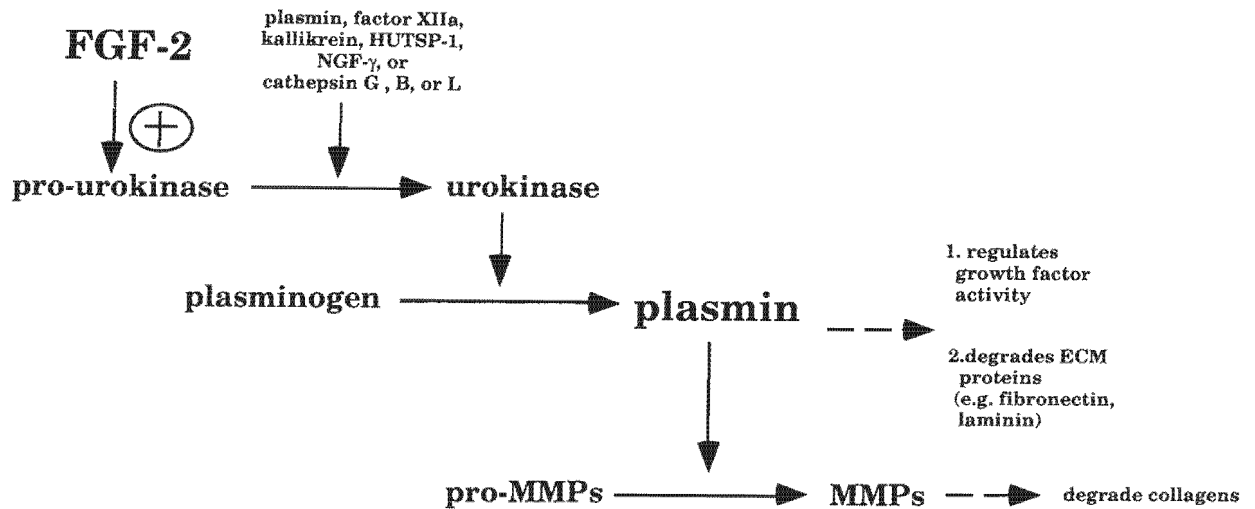 FGF-2
plasmin, factor XIIa,
kallikrein, HUTSP-1,
NGF-γ, or
cathepsin G , B, or L
+
pro-urokinase
urokinase
plasminogen
plasmin
1. regulates
growth factor
activity
2.degrades ECM
proteins
(e.g. fibronectin,
laminin)
pro-MMPs
MMPs
degrade collagens